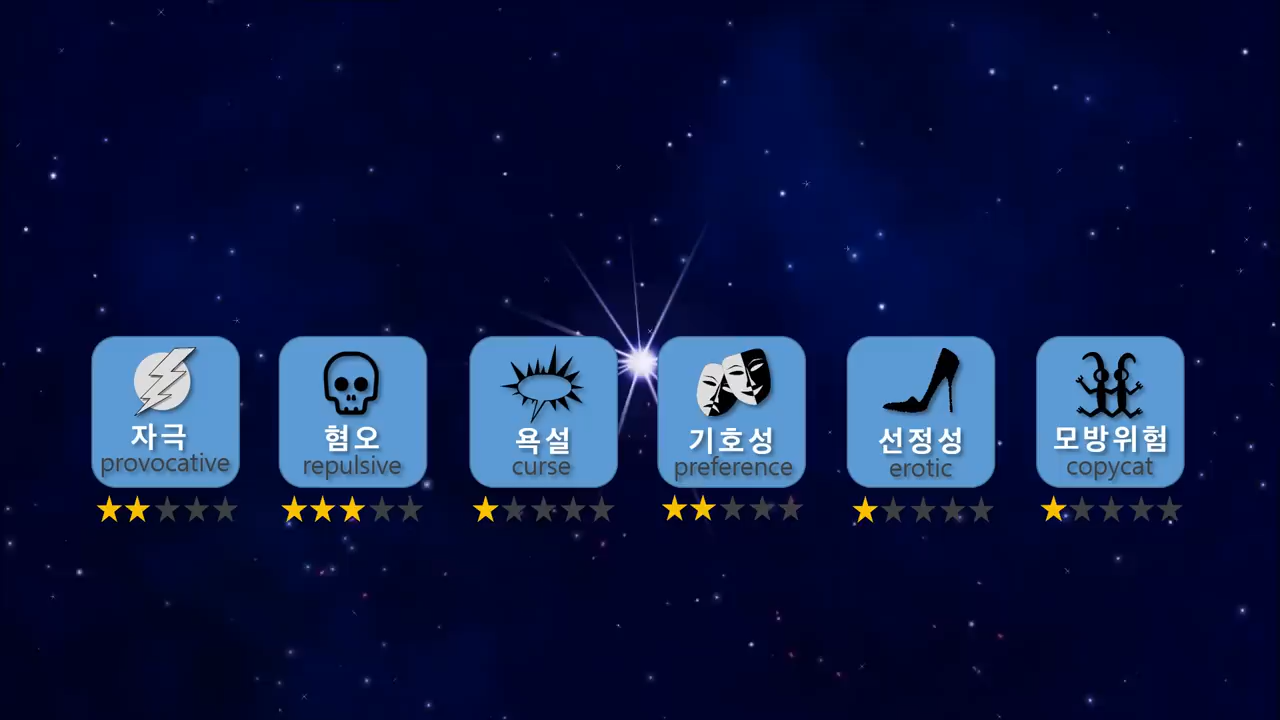 자극
provocative
혐오
repulsive
욕설
curse
기호성
preference
선정성
erotic
모방위험
copycat